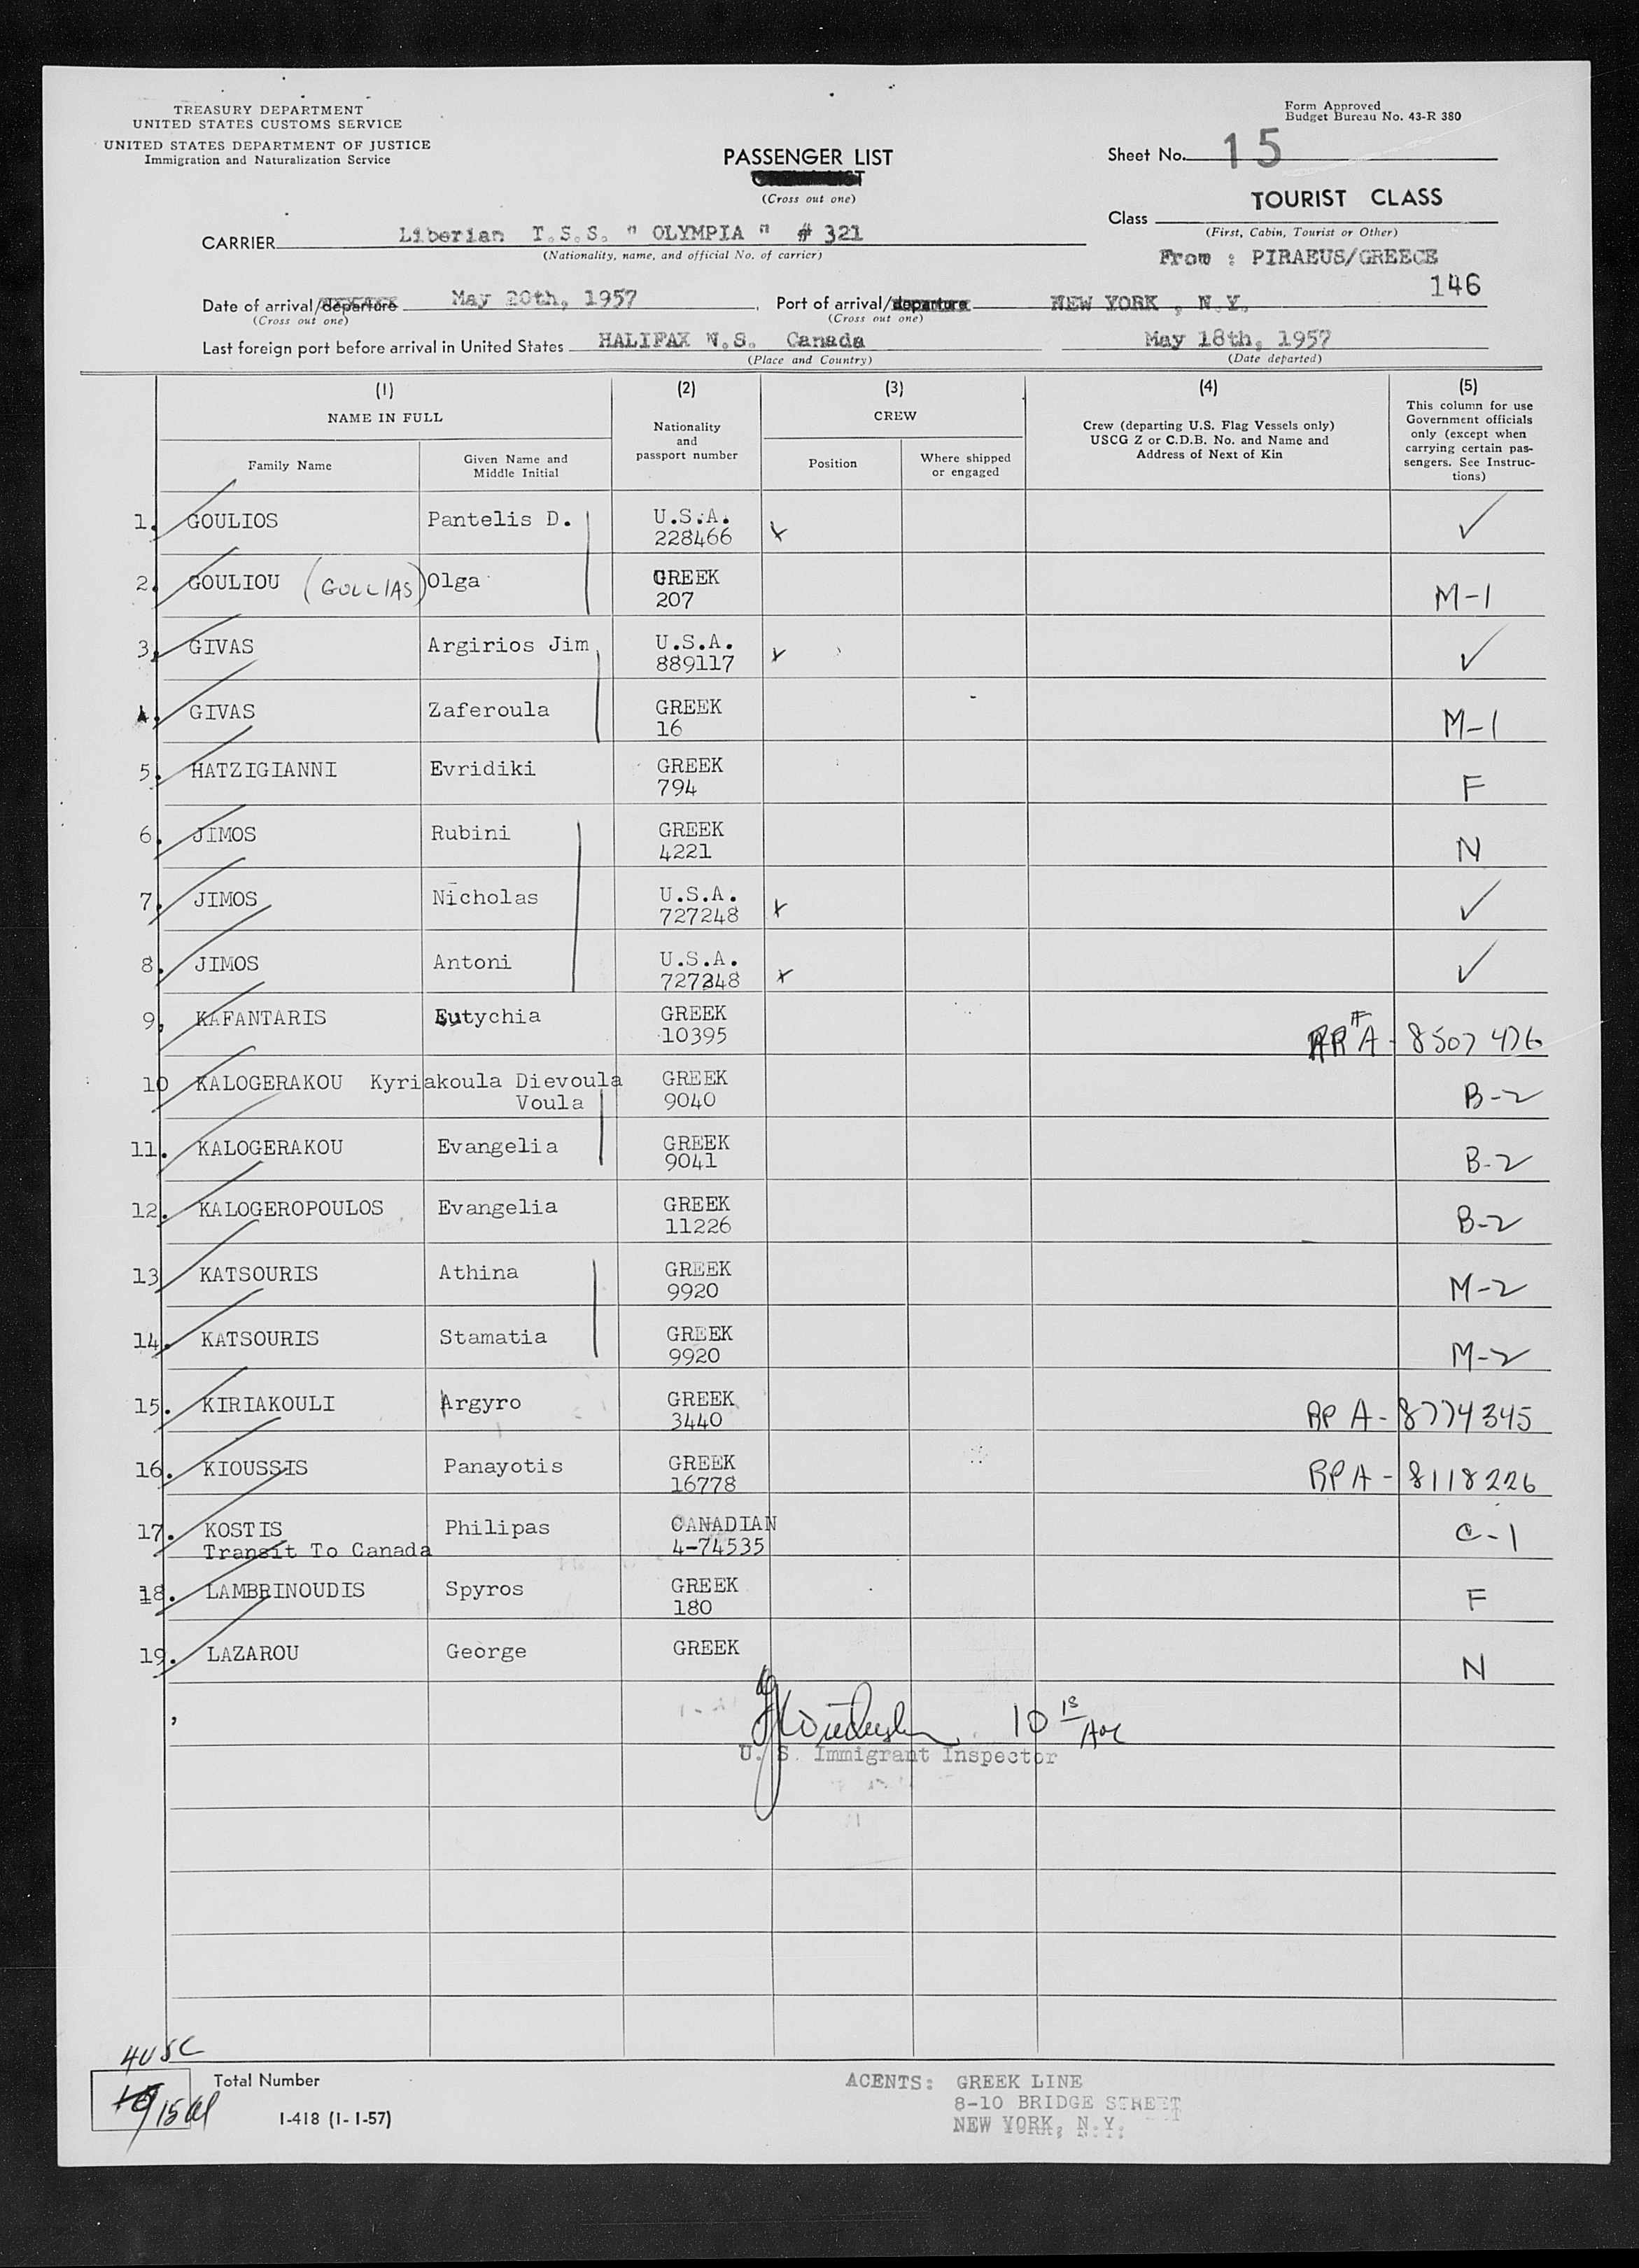 TREASURY DEPARTMENT
UNITED STATES CUSTOMS SERVICE
UNITED STATES DEPARTMENT OF JUSTICE
Immigration and Naturalization Service
Form Approved
Budget Bureau No. 43-R 380
PASSENGER LIST
(Cross out one)
Sheet No. 15
Class TOURIST CLASS
(First, Cabin, Tourist or Other)
CARRIER Liberian T.S.S. " OLYMPIA " # 321
(Nationality, name, and official No. of carrier)
From : PIRAEUS/GREECE
146
Date of arrival/departure May 20th, 1957 Port of arrival/departure NEW YORK , N.Y.
(Cross out one) (Cross out one)
Last foreign port before arrival in United States HALIFAX N.S. Canada May 18th, 1957
(Place and Country) (Date departed)
(1) (2) (3) (4) (5)
NAME IN FULL
Family Name
Given Name and
Middle Initial
Nationality
and
passport number
CREW
Position
Where shipped
or engaged
Crew (departing U.S. Flag Vessels only)
USCG Z or C.D.B. No. and Name and
Address of Next of Kin
This column for use
Government officials
only (except when
carrying certain pas-
sengers. See Instruc-
tions)
1. GOULIOS Pantelis D. U.S.A. ✓
228466 x
2. GOULIOU (GOULIAS) Olga GREEK
207 M-1
3. GIVAS Argirios Jim U.S.A. ✓
889117 x
4. GIVAS Zaferoula GREEK
16 M-1
5. HATZIGIANNI Evridiki GREEK
794 F
6. JIMOS Rubini GREEK
4221 N
7. JIMOS Nicholas U.S.A. ✓
727248 x
8. JIMOS Antoni U.S.A. ✓
727248 x
9. KAFANTARIS Eutychia GREEK
10395 A-8507476
10 KALOGERAKOU Kyriakoula Dievoula GREEK
Voula 9040 B-2
11. KALOGERAKOU Evangelia GREEK
9041 B-2
12. KALOGEROPOULOS Evangelia GREEK
11226 B-2
13 KATSOURIS Athina GREEK
9920 M-2
14. KATSOURIS Stamatia GREEK
9920 M-2
15. KIRIAKOULI Argyro GREEK
3440 RP A-8774345
16. KIOUSSIS Panayotis GREEK
16778 RP A-8118226
17. KOSTIS Philipas CANADIAN C-1
Transit To Canada 4-74535
18. LAMBRINOUDIS Spyros GREEK
180 F
19. LAZAROU George GREEK
N
10
U. S. Immigrant Inspector
4 USC
15
Total Number
I-418 (1-1-57)
AGENTS: GREEK LINE
8-10 BRIDGE STREET
NEW YORK, N.Y.